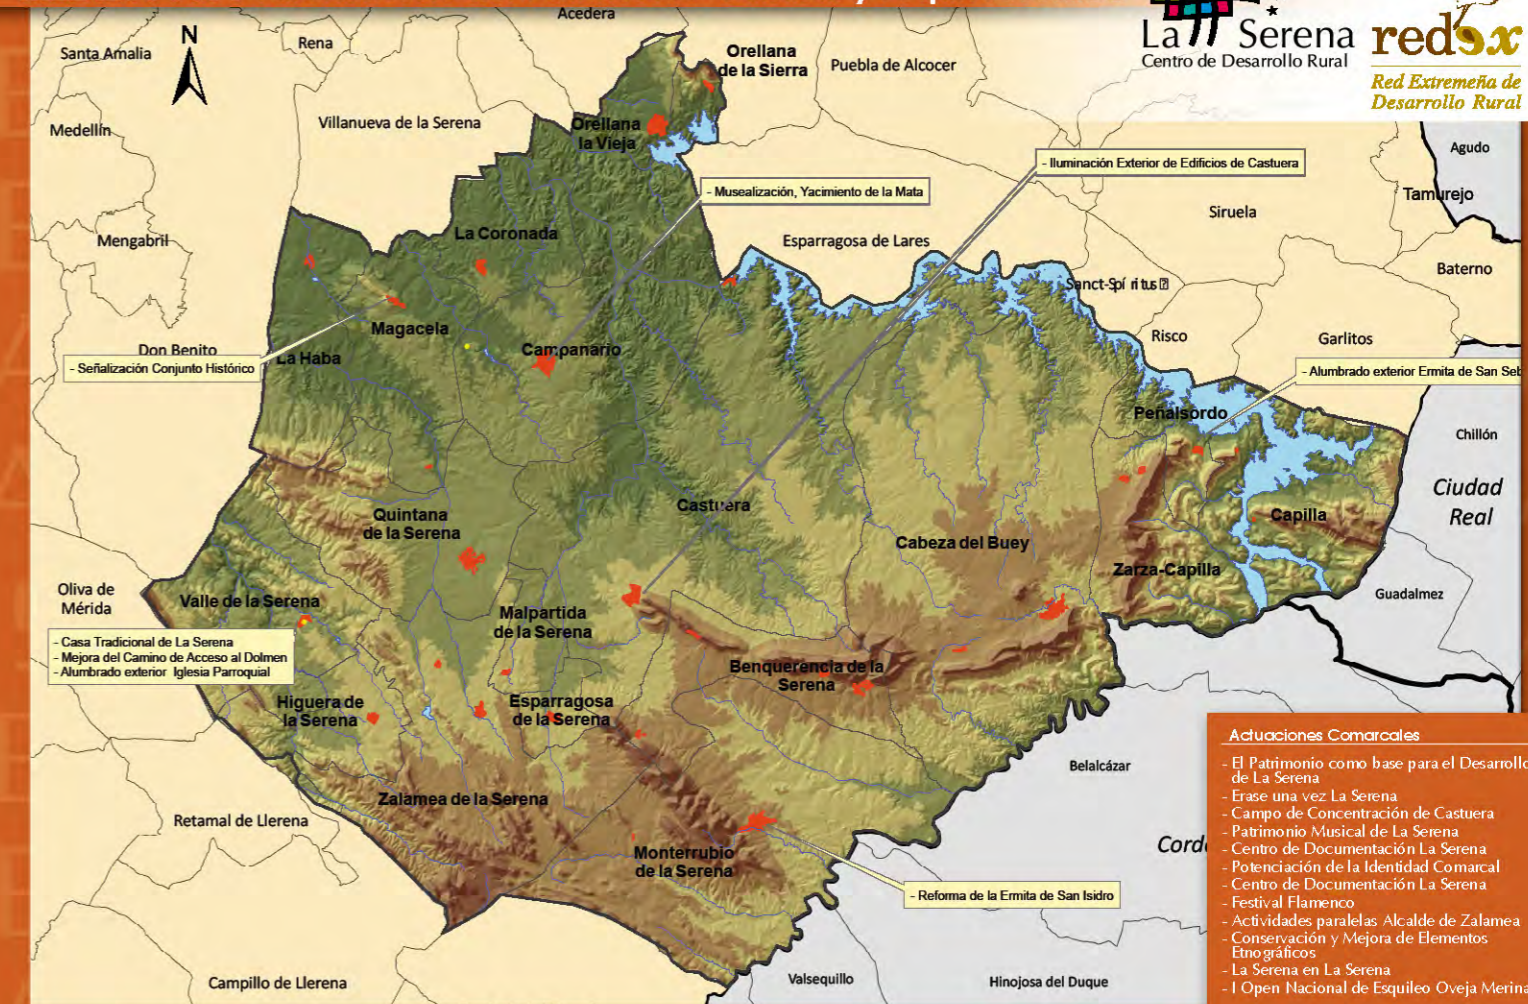 Acedera
N
Santa Amalia
Rena
Orellana
de la Sierra
Puebla de Alcocer
La Serena
Centro de Desarrollo Rural
redex
Red Extremeña de
Desarrollo Rural
Medellín
Villanueva de la Serena
Orellana
la Vieja
Agudo
- Iluminación Exterior de Edificios de Castuera
- Musealización, Yacimiento de la Mata
Tamurejo
Siruela
Mengabril
La Coronada
Esparragosa de Lares
Baterno
Sanct-Spíritus
Magacela
Risco
Garlitos
Don Benito
La Haba
Campanario
- Señalización Conjunto Histórico
- Alumbrado exterior Ermita de San Seb
Peñalsordo
Chillón
Ciudad
Real
Castuera
Quintana
de la Serena
Capilla
Cabeza del Buey
Zarza-Capilla
Oliva de
Mérida
Valle de la Serena
Guadalmez
Malpartida
de la Serena
- Casa Tradicional de La Serena
- Mejora del Camino de Acceso al Dolmen
- Alumbrado exterior Iglesia Parroquial
Benquerencia de la
Serena
Higuera de
la Serena
Esparragosa
de la Serena
Belalcázar
Zalamea de la Serena
Retamal de Llerena
Monterrubio
de la Serena
Cord
- Reforma de la Ermita de San Isidro
Campillo de Llerena
Valsequillo
Hinojosa del Duque
Actuaciones Comarcales
- El Patrimonio como base para el Desarrollo
de La Serena
- Erase una vez La Serena
- Campo de Concentración de Castuera
- Patrimonio Musical de La Serena
- Centro de Documentación La Serena
- Potenciación de la Identidad Comarcal
- Centro de Documentación La Serena
- Festival Flamenco
- Actividades paralelas Alcalde de Zalamea
- Conservación y Mejora de Elementos
Etnográficos
- La Serena en La Serena
- I Open Nacional de Esquileo Oveja Merina